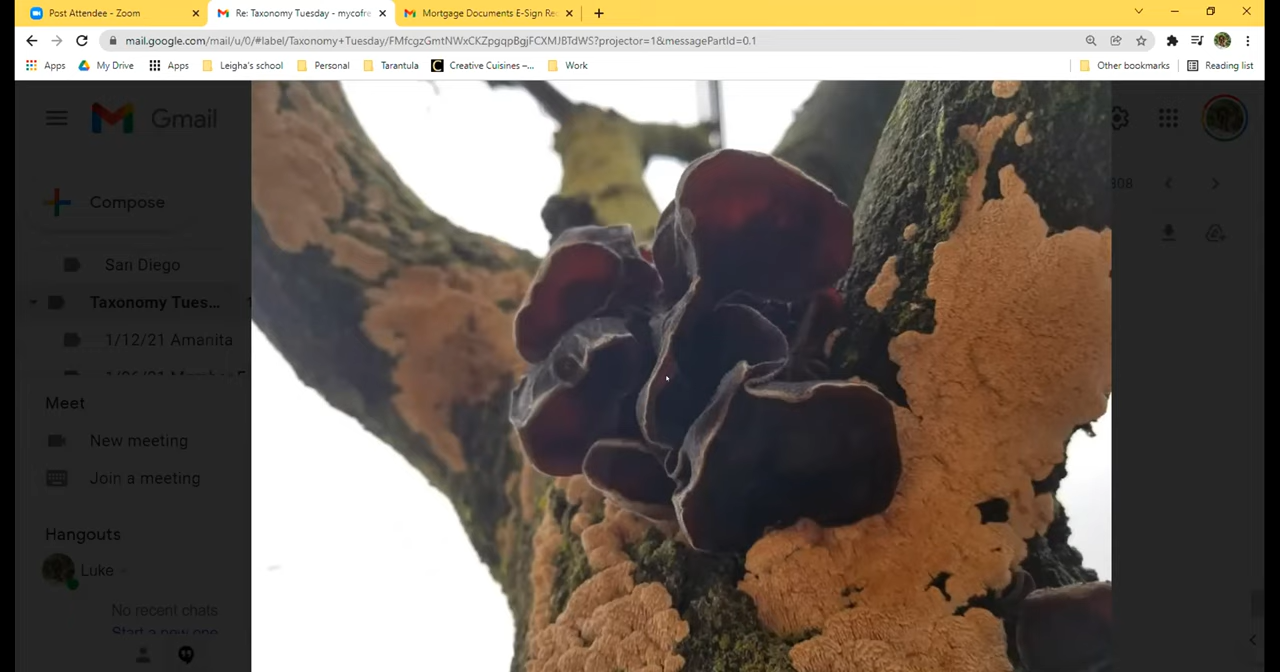 Post Attendee - Zoom
Re: Taxonomy Tuesday - mycofre
Mortgage Documents E-Sign Re
mail.google.com/mail/u/0/#label/Taxonomy+Tuesday/FMfcgzGmtNWxCKZpgqpBgjFCXMJBTdWS?projector=1&messagePartId=0.1
Apps
My Drive
Apps
Leigha's school
Personal
Tarantula
Creative Cuisines –...
Work
Other bookmarks
Reading list
Gmail
808
Compose
San Diego
Taxonomy Tues...
1/12/21 Amanita
Meet
New meeting
Join a meeting
Hangouts
Luke
No recent chats
Start a new one